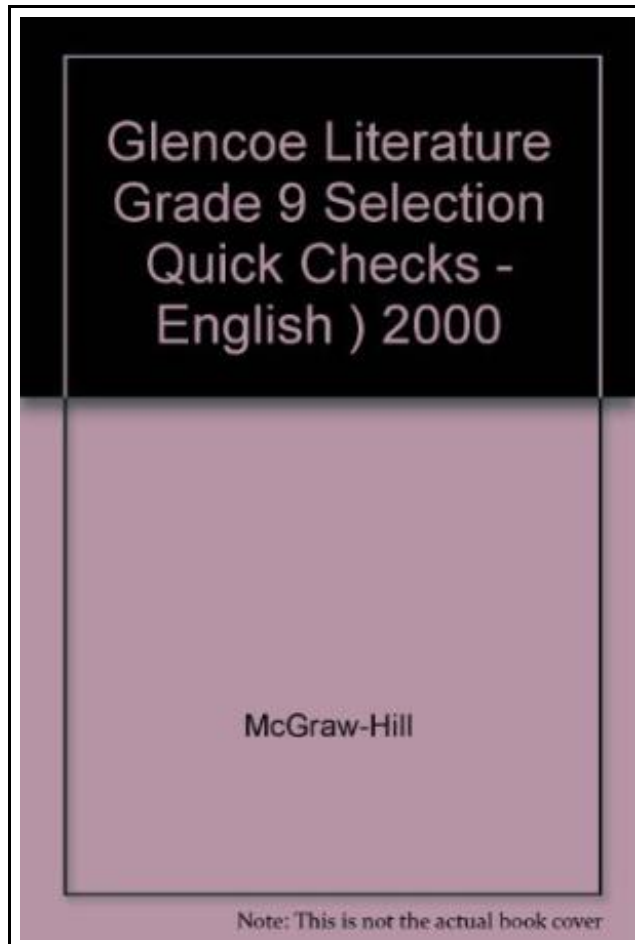 Glencoe Literature
Grade 9 Selection
Quick Checks -
English ) 2000
McGraw-Hill
Note: This is not the actual book cover